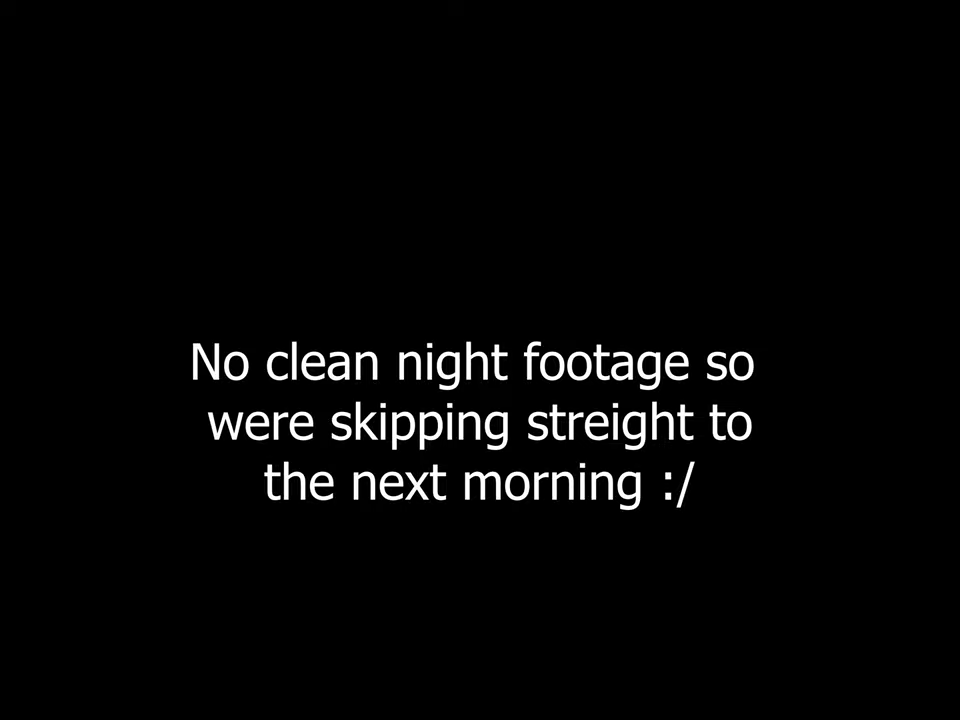 No clean night footage so
were skipping streight to
the next morning :/